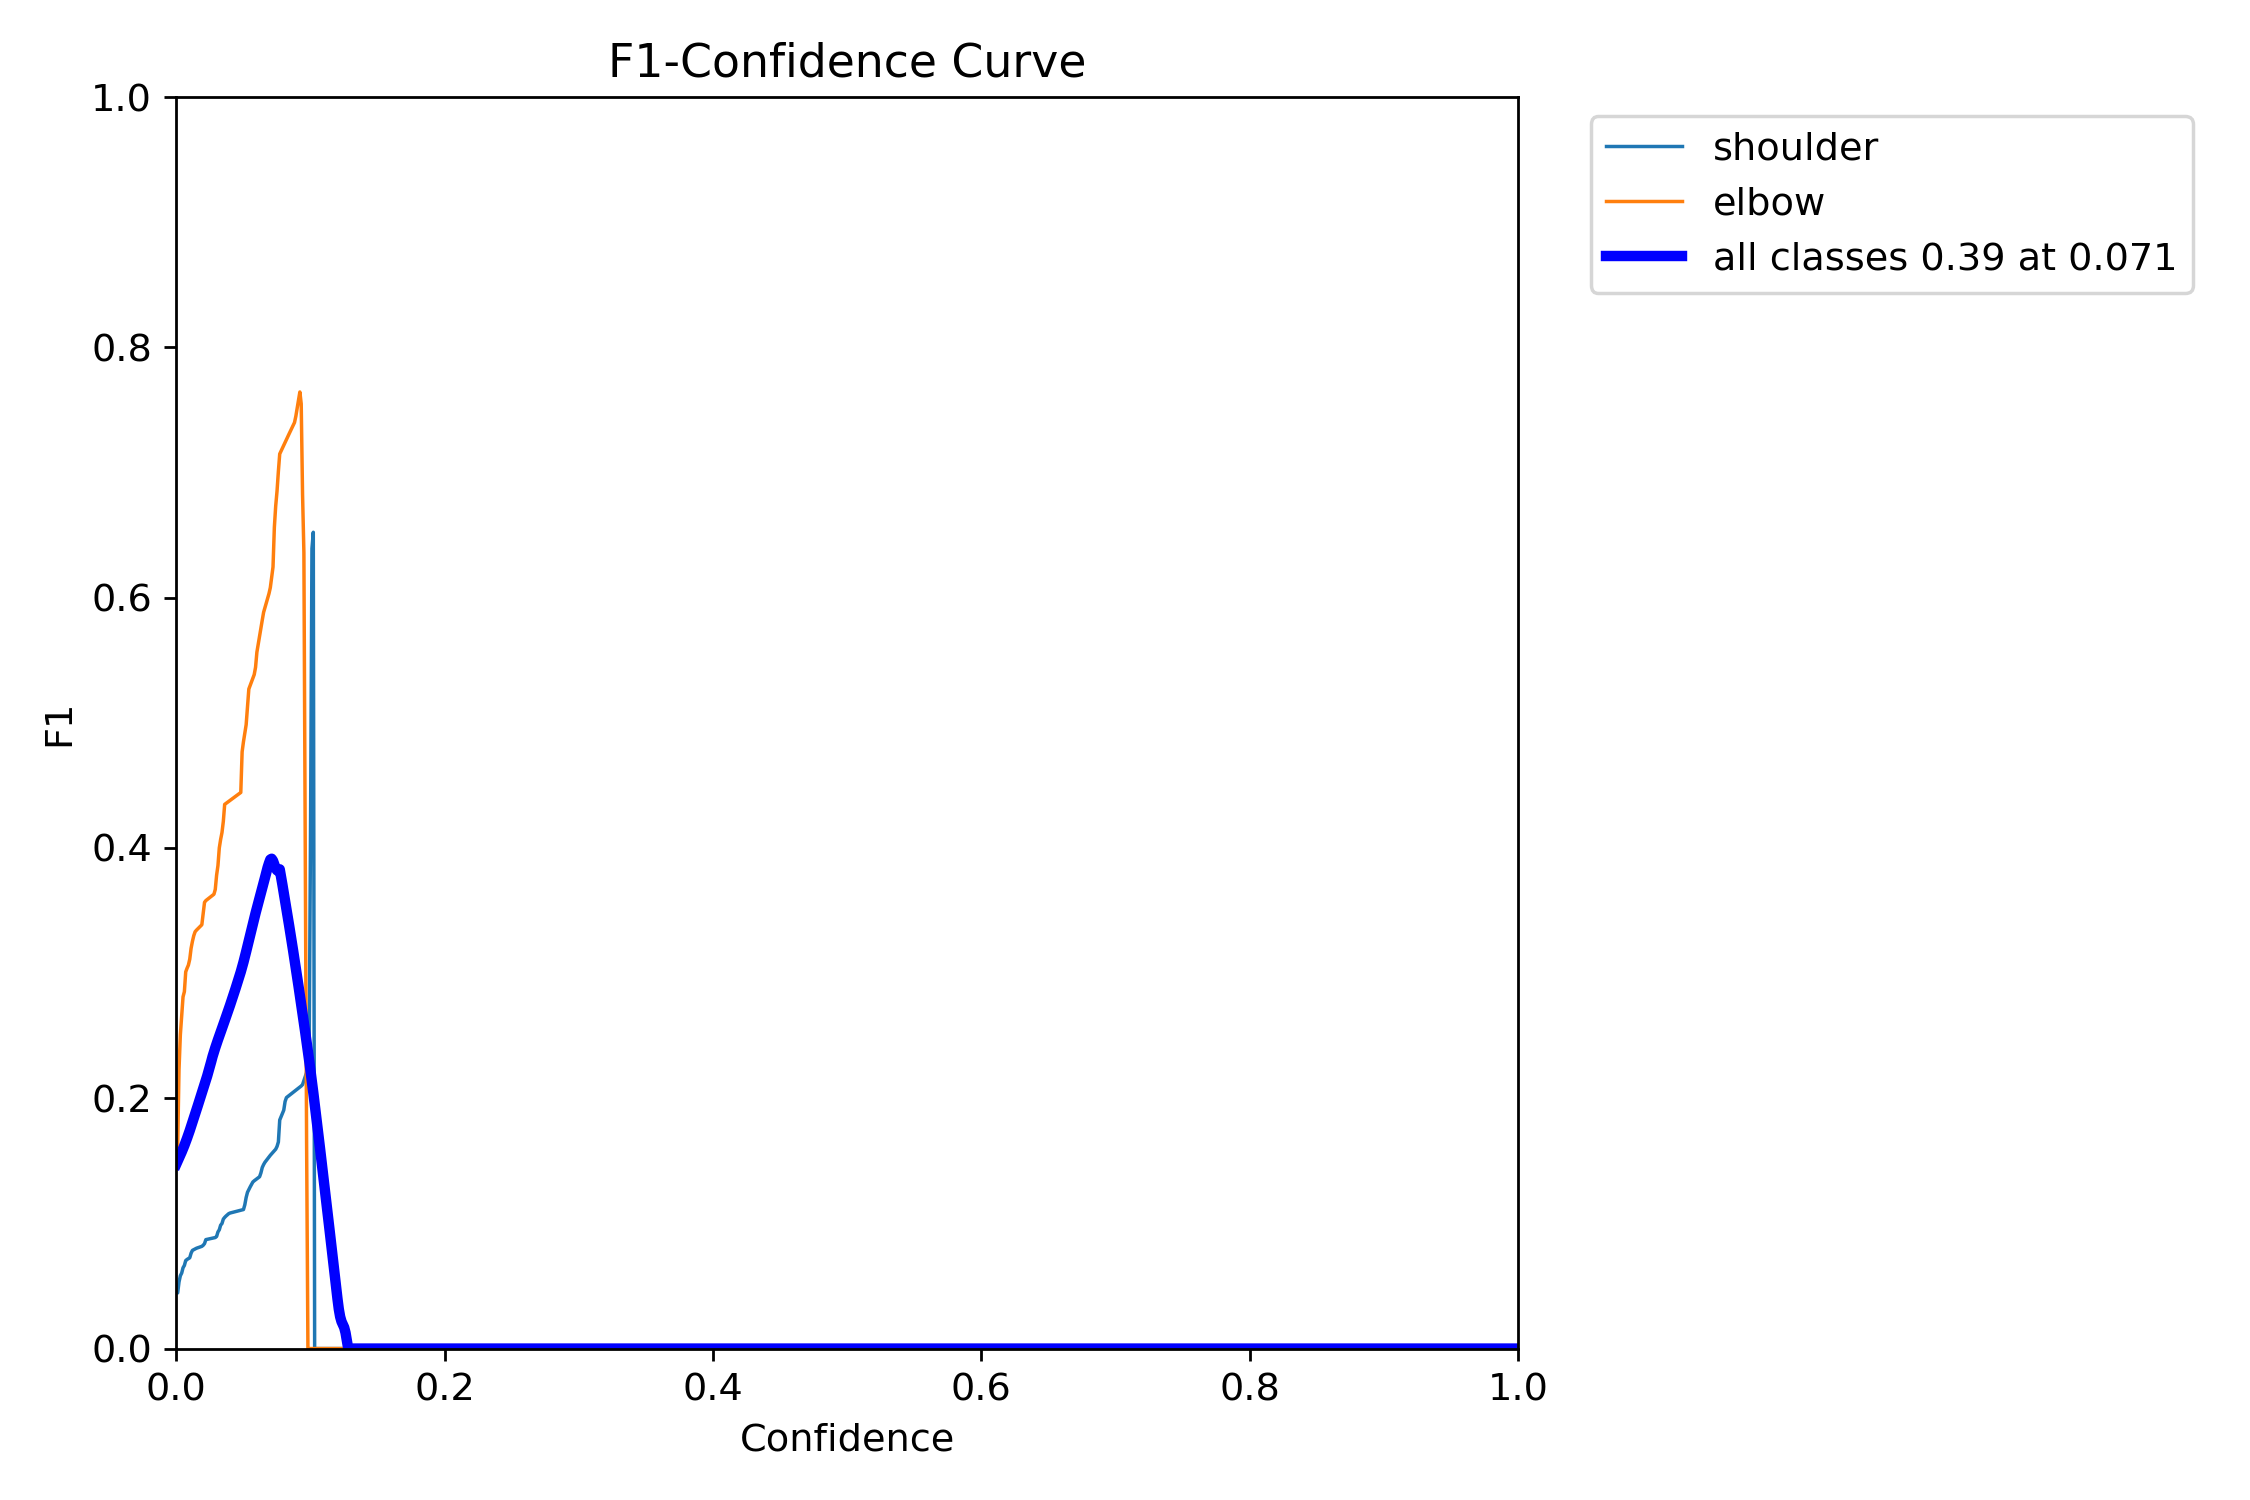 F1-Confidence Curve
shoulder
elbow
all classes 0.39 at 0.071
1.0
0.8
0.6
0.4
0.2
0.0
F1
0.0 0.2 0.4 0.6 0.8 1.0
Confidence